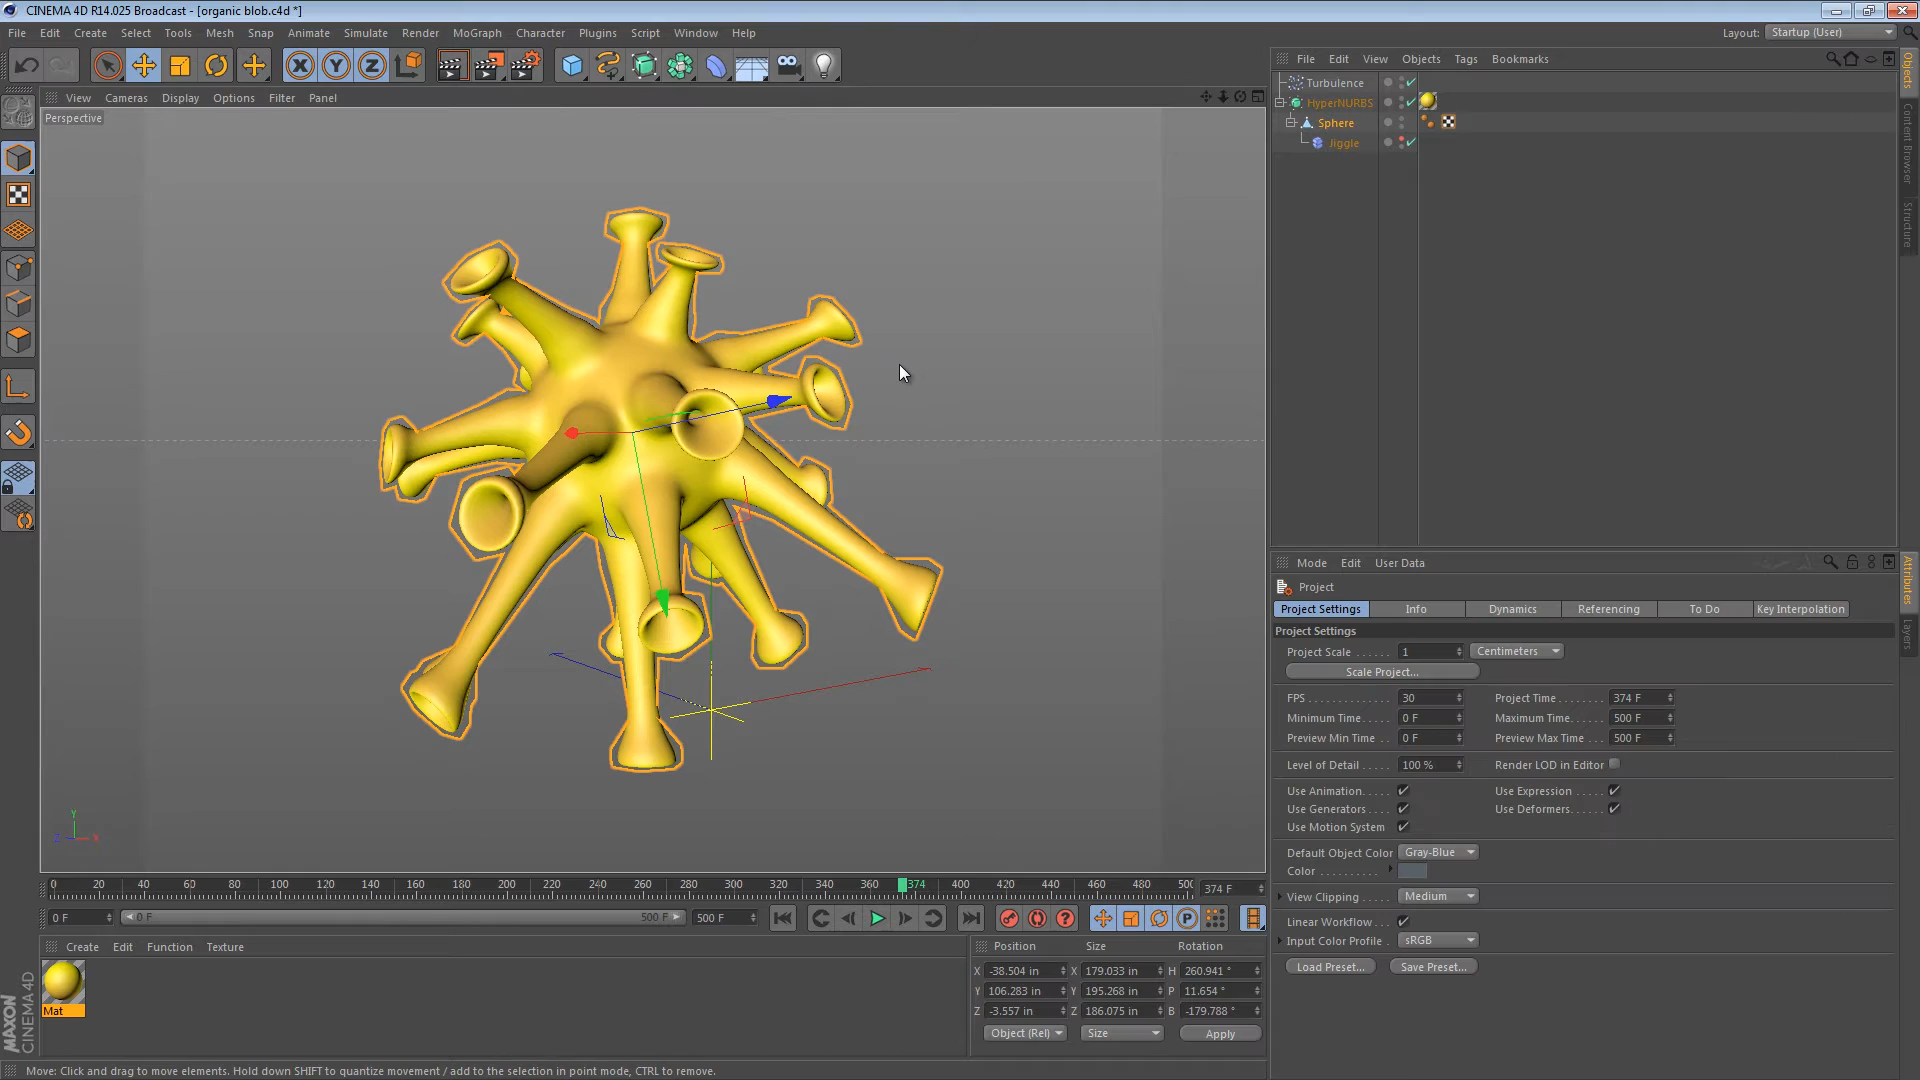 CINEMA 4D R14.025 Broadcast - [organic blob.c4d *]
File Edit Create Select Tools Mesh Snap Animate Simulate Render MoGraph Character Plugins Script Window Help
Layout: Startup (User)
View Cameras Display Options Filter Panel
Perspective
File Edit View Objects Tags Bookmarks
Turbulence
HyperNURBS
Sphere
Jiggle
Objects
Content Browser
Structure
Mode Edit User Data
Project
Project Settings Info Dynamics Referencing To Do Key Interpolation
Project Settings
Project Scale . . . . . . 1 Centimeters
Scale Project...
FPS . . . . . . . . . . . . . . 30 Project Time . . . . . . 374 F
Minimum Time . . . . 0 F Maximum Time. . . . . 500 F
Preview Min Time . . 0 F Preview Max Time . . . 500 F
Level of Detail . . . . . 100 % Render LOD in Editor
Use Animation. . . . . Use Expression . . . . .
Use Generators . . . . Use Deformers. . . . . .
Use Motion System
Default Object Color Gray-Blue
Color . . . . . . . . . .
View Clipping . . . . . Medium
Linear Workflow . . .
Input Color Profile . sRGB
Load Preset... Save Preset...
Attributes
Layers
Y
Z X
0 20 40 60 80 100 120 140 160 180 200 220 240 260 280 300 320 340 360 374 400 420 440 460 480 50(
374 F
0 F 0 F 500 F 500 F
P
Create Edit Function Texture
Mat
Position Size Rotation
X -38.504 in X 179.033 in H 260.941 °
Y 106.283 in Y 195.268 in P 11.654 °
Z -3.557 in Z 186.075 in B -179.788 °
Object (Rel) Size Apply
MAXON
CINEMA 4D
Move: Click and drag to move elements. Hold down SHIFT to quantize movement / add to the selection in point mode, CTRL to remove.